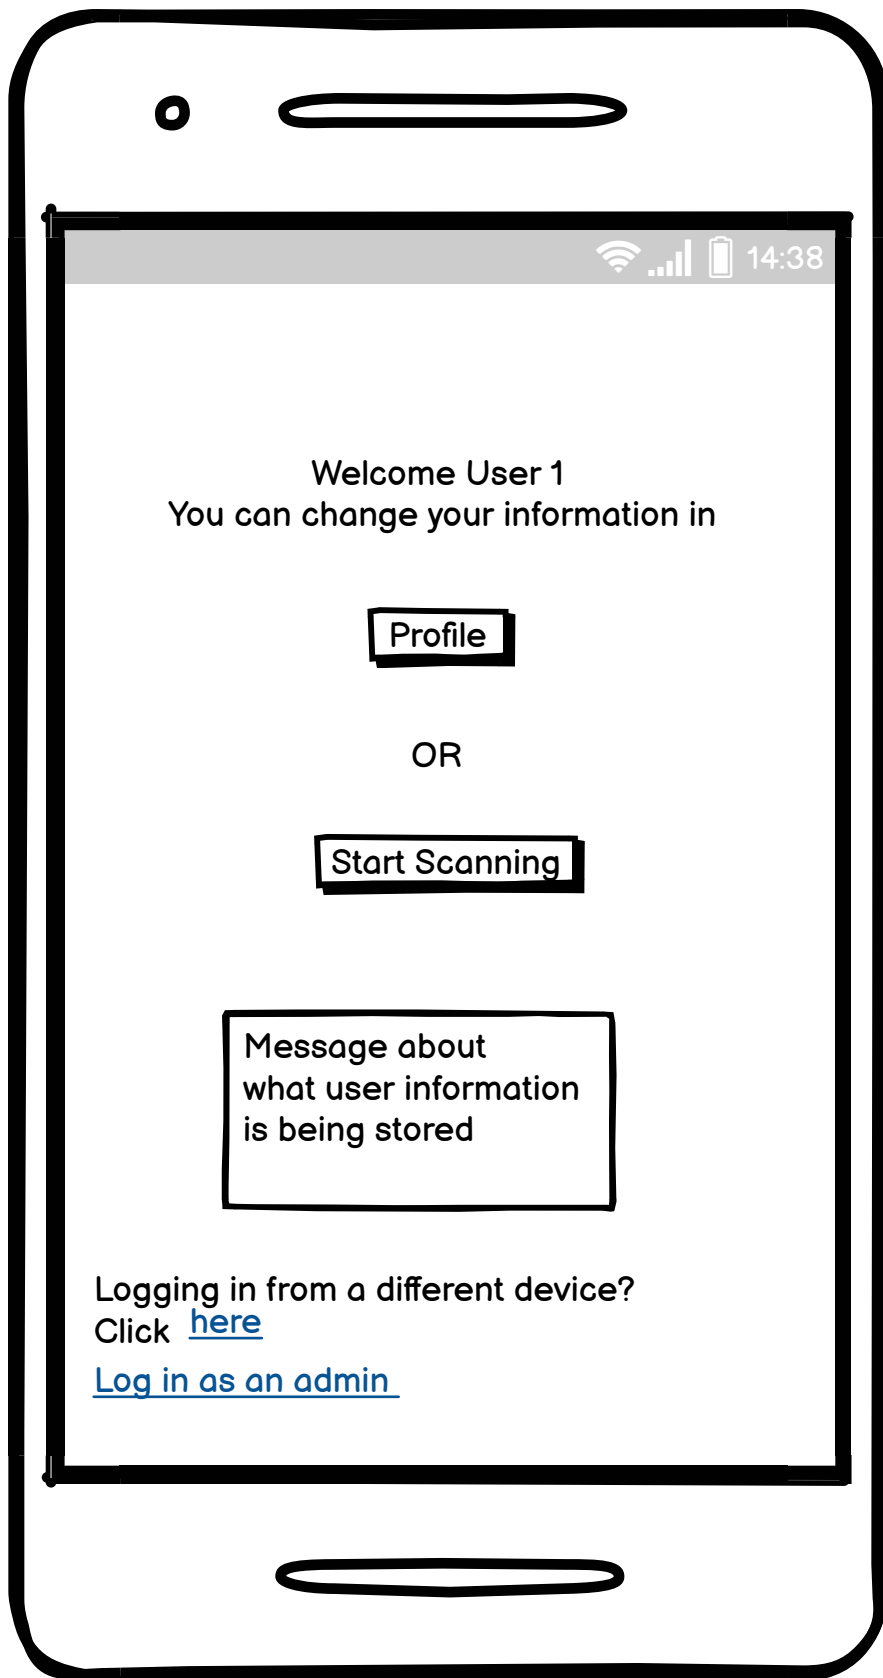 14:38
Welcome User 1
You can change your information in
Profile
OR
Start Scanning
Message about
what user information
is being stored
Logging in from a different device?
Click here
Log in as an admin